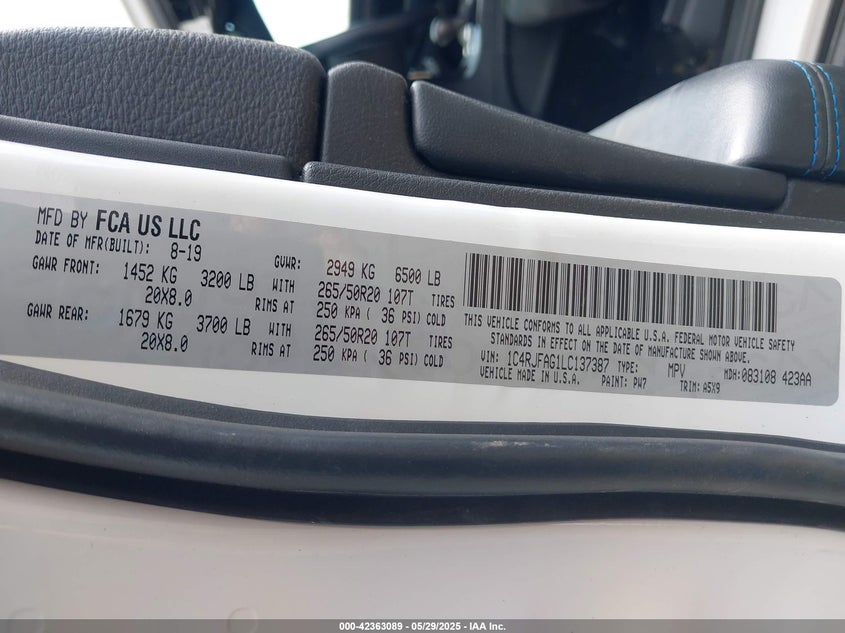 MFD BY FCA US LLC
DATE OF MFR(BUILT): 8-19 GVWR: 2949 KG 6500 LB
GAWR FRONT: 1452 KG 3200 LB WITH 265/50R20 107T TIRES
20X8.0 RIMS AT 250 KPA ( 36 PSI) COLD
GAWR REAR: 1679 KG 3700 LB WITH 265/50R20 107T TIRES
20X8.0 RIMS AT 250 KPA ( 36 PSI) COLD
THIS VEHICLE CONFORMS TO ALL APPLICABLE U.S.A. FEDERAL MOTOR VEHICLE SAFETY
STANDARDS IN EFFECT ON THE DATE OF MANUFACTURE SHOWN ABOVE.
VIN: 1C4RJFAG1LC137387 TYPE: MPV MDH:083108 423AA
VEHICLE MADE IN U.S.A. PAINT: PW7 TRIM: A5X9
000-42363089 - 05/29/2025 - IAA Inc.